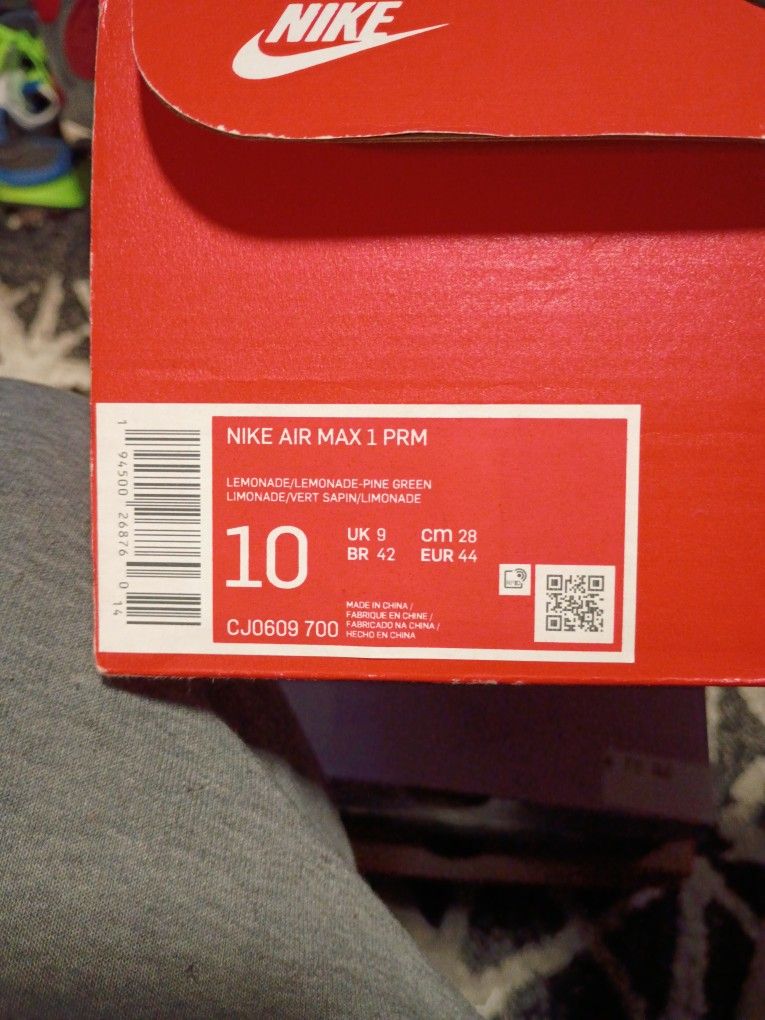 NIKE
NIKE AIR MAX 1 PRM
LEMONADE/LEMONADE-PINE GREEN
LIMONADE/VERT SAPIN/LIMONADE
10
UK 9 cm 28
BR 42 EUR 44
CJ0609 700
MADE IN CHINA /
FABRIQUE EN CHINE /
FABRICADO NA CHINA /
HECHO EN CHINA
1 94500 26876 0 14